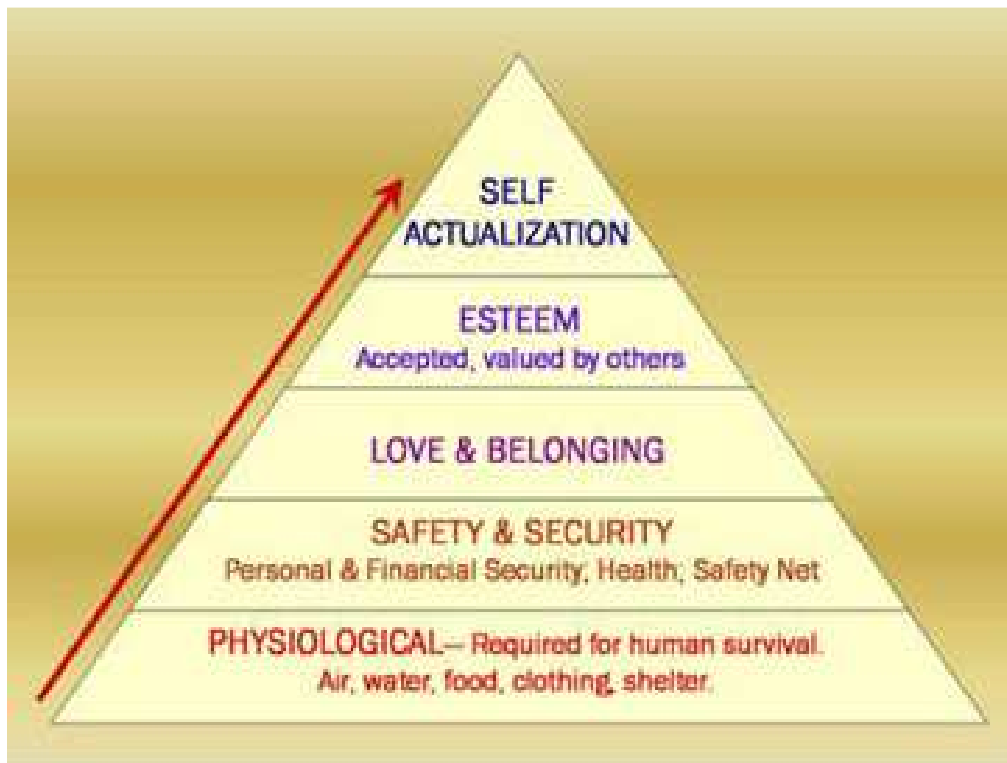 SELF
ACTUALIZATION
ESTEEM
Accepted, valued by others
LOVE & BELONGING
SAFETY & SECURITY
Personal & Financial Security, Health, Safety Net
PHYSIOLOGICAL— Required for human survival.
Air, water, food, clothing, shelter.